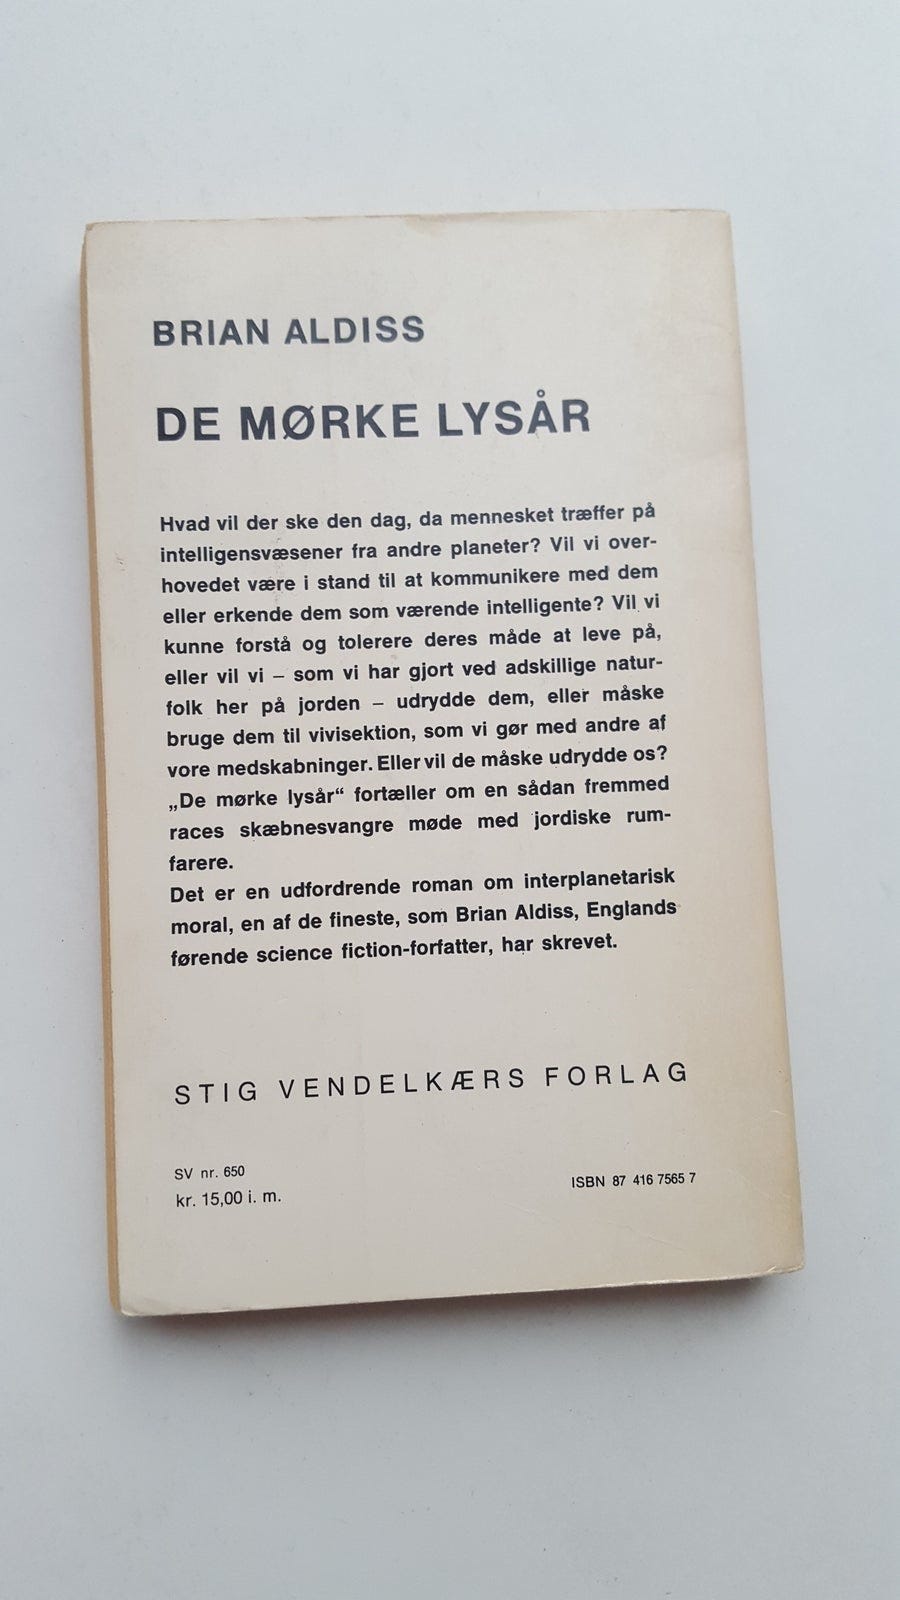 BRIAN ALDISS
DE MØRKE LYSÅR
Hvad vil der ske den dag, da mennesket træffer på
intelligensvæsener fra andre planeter? Vil vi over-
hovedet være i stand til at kommunikere med dem
eller erkende dem som værende intelligente? Vil vi
kunne forstå og tolerere deres måde at leve på,
eller vil vi – som vi har gjort ved adskillige natur-
folk her på jorden – udrydde dem, eller måske
bruge dem til vivisektion, som vi gør med andre af
vore medskabninger. Eller vil de måske udrydde os?
„De mørke lysår“ fortæller om en sådan fremmed
races skæbnesvangre møde med jordiske rum-
farere.
Det er en udfordrende roman om interplanetarisk
moral, en af de fineste, som Brian Aldiss, Englands
førende science fiction-forfatter, har skrevet.
STIG VENDELKÆRS FORLAG
SV nr. 650
kr. 15,00 i. m.
ISBN 87 416 7565 7